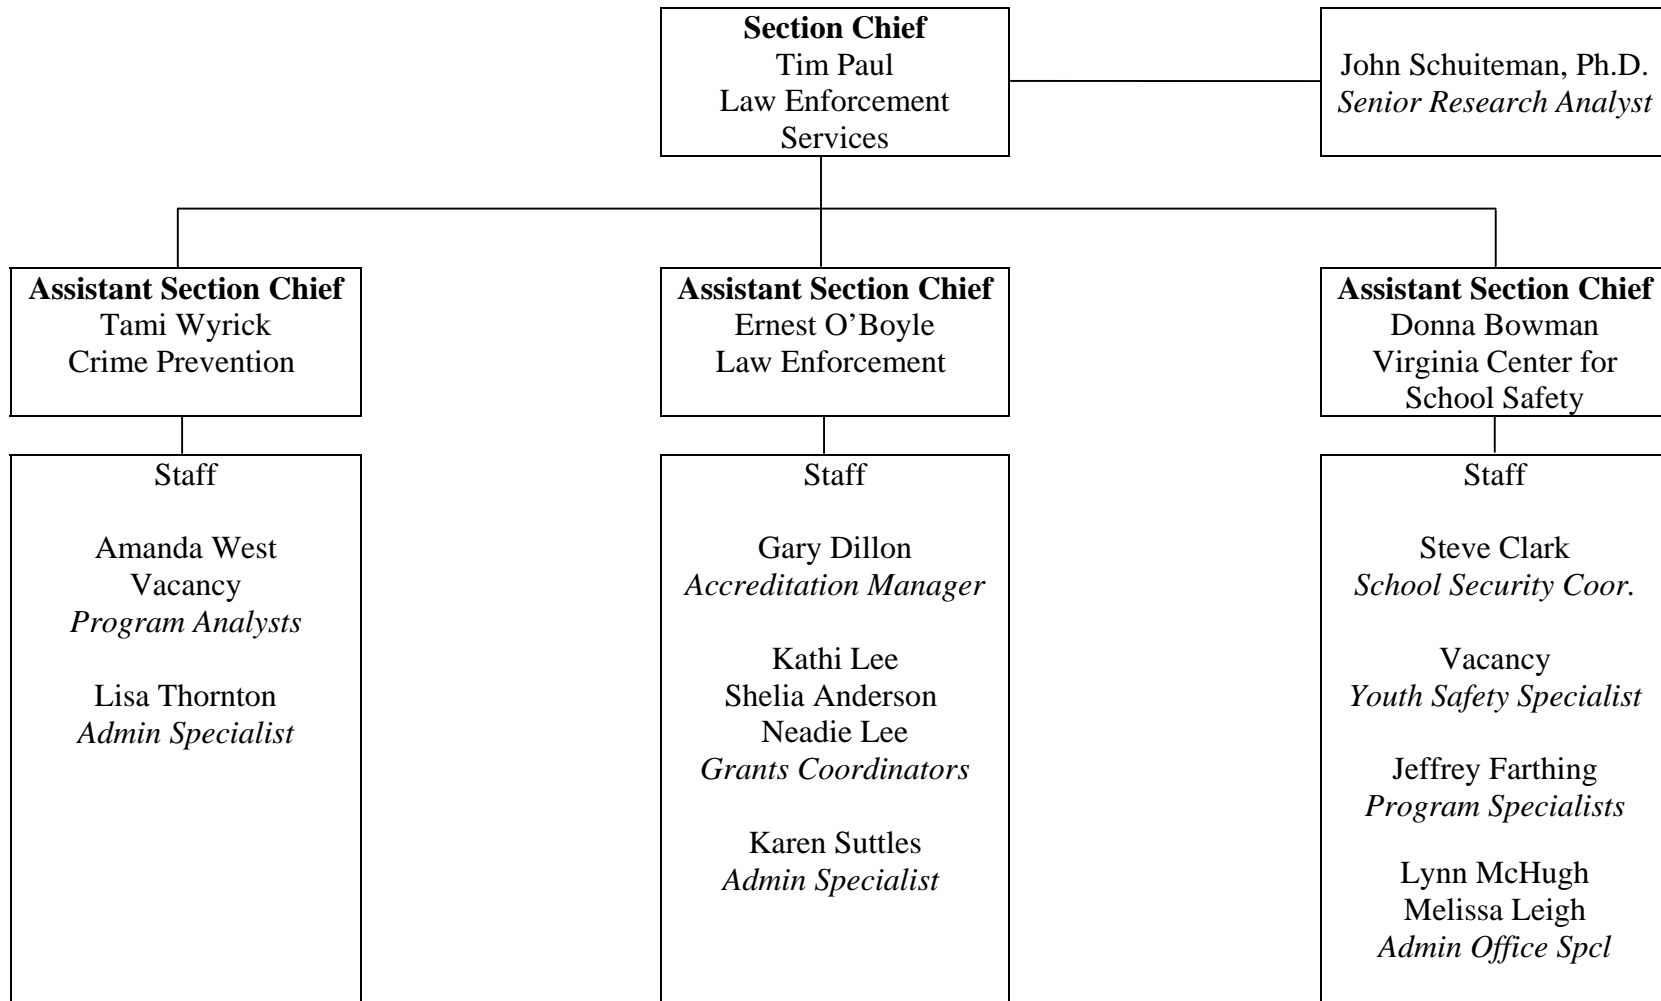 Section Chief
Tim Paul
Law Enforcement
Services
John Schuiteman, Ph.D.
Senior Research Analyst
Assistant Section Chief
Tami Wyrick
Crime Prevention
Assistant Section Chief
Ernest O’Boyle
Law Enforcement
Assistant Section Chief
Donna Bowman
Virginia Center for
School Safety
Staff
Amanda West
Vacancy
Program Analysts
Lisa Thornton
Admin Specialist
Staff
Gary Dillon
Accreditation Manager
Kathi Lee
Shelia Anderson
Neadie Lee
Grants Coordinators
Karen Suttles
Admin Specialist
Staff
Steve Clark
School Security Coor.
Vacancy
Youth Safety Specialist
Jeffrey Farthing
Program Specialists
Lynn McHugh
Melissa Leigh
Admin Office Spcl